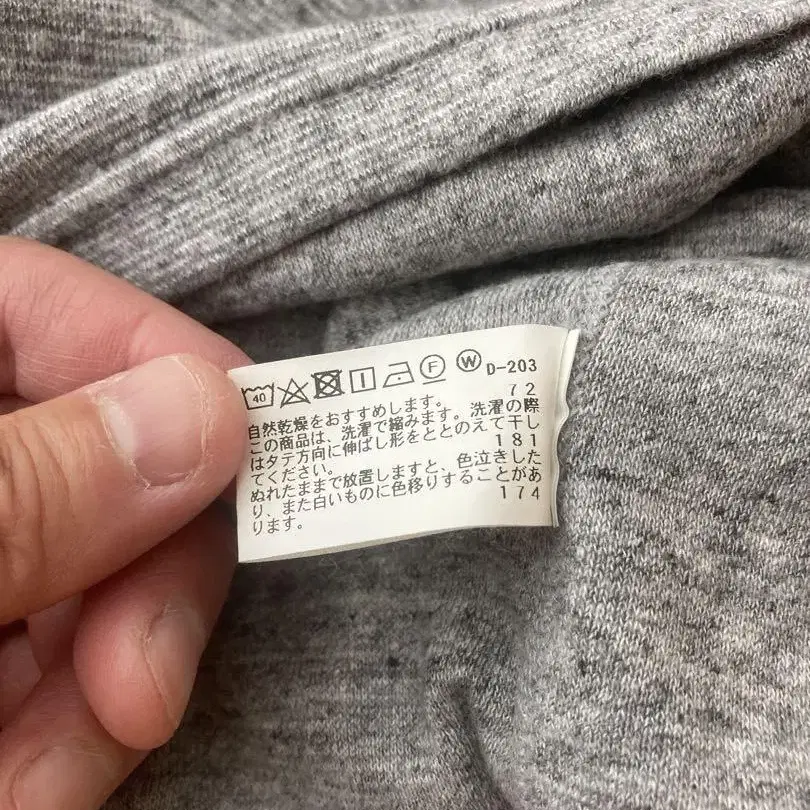 40 F W D-203
72
自然乾燥をおすすめします。
この商品は、洗濯で縮みます。洗濯の際
はタテ方向に伸ばし形をととのえて干し
てください。
181
ぬれたままで放置しますと、色泣きした
り、また白いものに色移りすることがあ
ります。
174